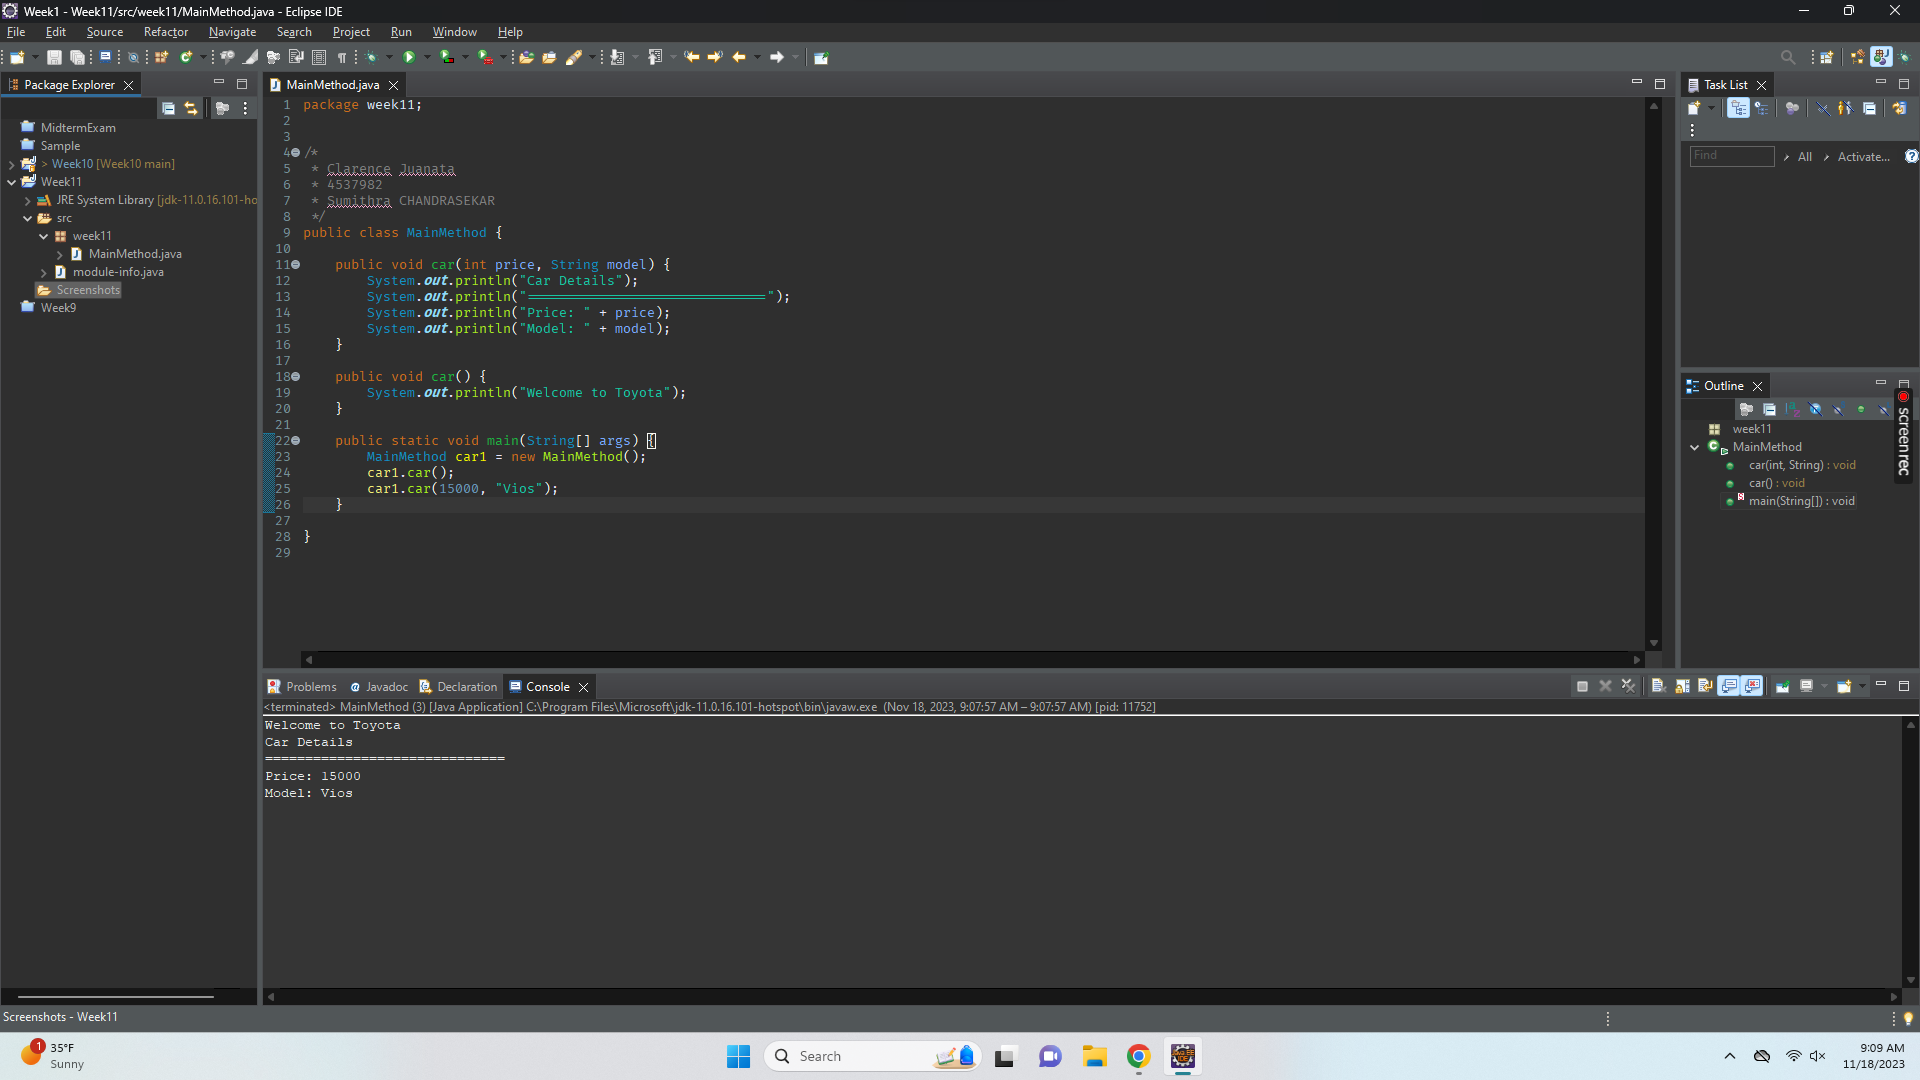 Week1 - Week11/src/week11/MainMethod.java - Eclipse IDE
File Edit Source Refactor Navigate Search Project Run Window Help
Package Explorer
MidtermExam
Sample
> Week10 [Week10 main]
Week11
JRE System Library [jdk-11.0.16.101-ho
src
week11
MainMethod.java
module-info.java
Screenshots
Week9
MainMethod.java
1 package week11;
2
3
4 /*
5 * Clarence Juanata
6 * 4537982
7 * Sumithra CHANDRASEKAR
8 */
9 public class MainMethod {
10
11 public void car(int price, String model) {
12 System.out.println("Car Details");
13 System.out.println("==============================");
14 System.out.println("Price: " + price);
15 System.out.println("Model: " + model);
16 }
17
18 public void car() {
19 System.out.println("Welcome to Toyota");
20 }
21
22 public static void main(String[] args) {
23 MainMethod car1 = new MainMethod();
24 car1.car();
25 car1.car(15000, "Vios");
26 }
27
28 }
29
Task List
Find All Activate...
Outline
week11
MainMethod
car(int, String) : void
car() : void
main(String[]) : void
screenrec
Problems Javadoc Declaration Console
<terminated> MainMethod (3) [Java Application] C:\Program Files\Microsoft\jdk-11.0.16.101-hotspot\bin\javaw.exe (Nov 18, 2023, 9:07:57 AM – 9:07:57 AM) [pid: 11752]
Welcome to Toyota
Car Details
==============================
Price: 15000
Model: Vios
Screenshots - Week11
1
35°F
Sunny
Search
9:09 AM
11/18/2023